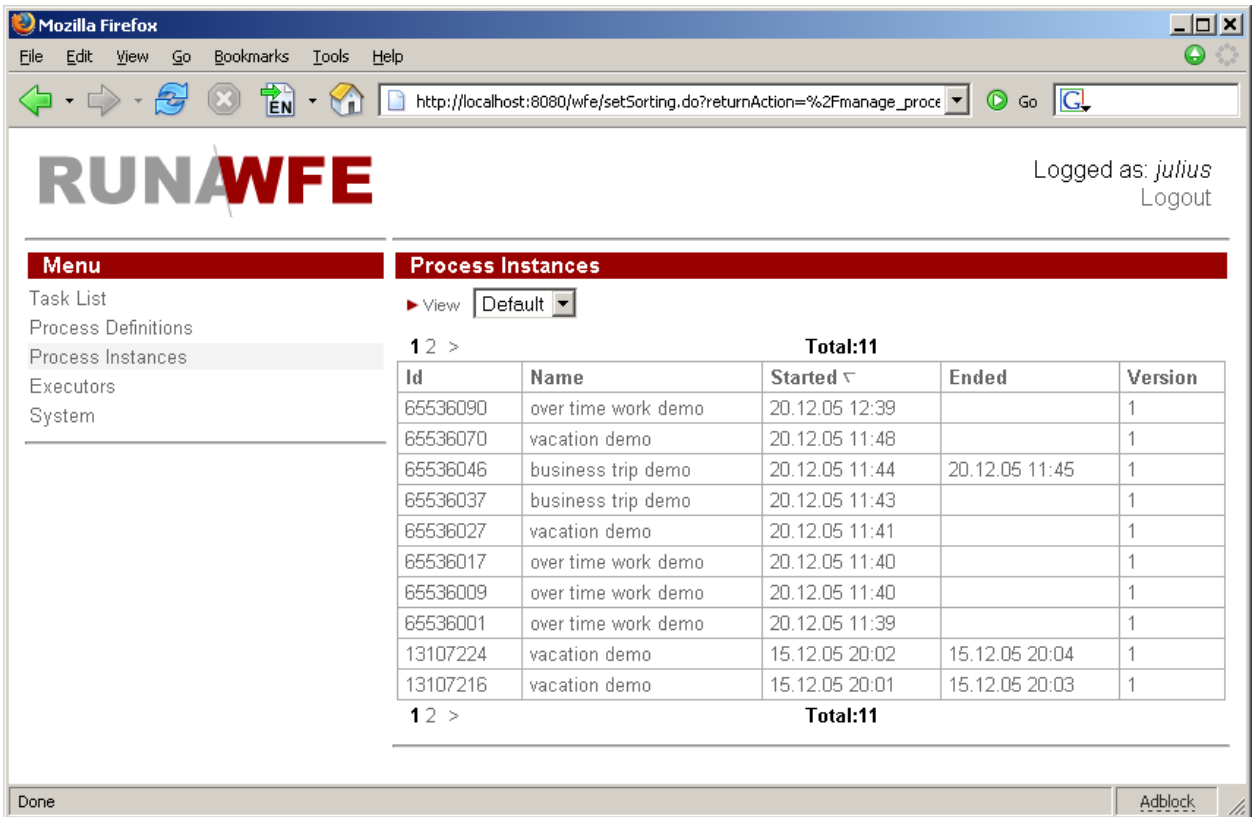 Mozilla Firefox
File Edit View Go Bookmarks Tools Help
EN http://localhost:8080/wfe/setSorting.do?returnAction=%2Fmanage_proce Go G
RUNAWFE
Logged as: julius
Logout
Menu
Task List
Process Definitions
Process Instances
Executors
System
Process Instances
View Default
1 2 > Total:11
Id Name Started Ended Version
65536090 over time work demo 20.12.05 12:39 1
65536070 vacation demo 20.12.05 11:48 1
65536046 business trip demo 20.12.05 11:44 20.12.05 11:45 1
65536037 business trip demo 20.12.05 11:43 1
65536027 vacation demo 20.12.05 11:41 1
65536017 over time work demo 20.12.05 11:40 1
65536009 over time work demo 20.12.05 11:40 1
65536001 over time work demo 20.12.05 11:39 1
13107224 vacation demo 15.12.05 20:02 15.12.05 20:04 1
13107216 vacation demo 15.12.05 20:01 15.12.05 20:03 1
1 2 > Total:11
Done Adblock